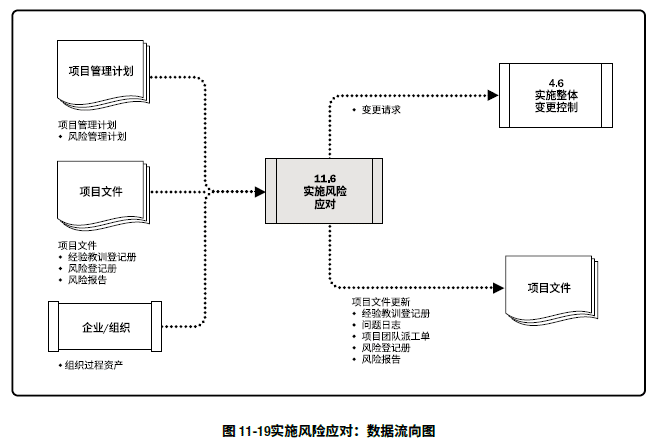 项目管理计划
项目管理计划
• 风险管理计划
项目文件
项目文件
• 经验教训登记册
• 风险登记册
• 风险报告
企业/组织
• 组织过程资产
11.6
实施风险
应对
• 变更请求
4.6
实施整体
变更控制
项目文件更新
• 经验教训登记册
• 问题日志
• 项目团队派工单
• 风险登记册
• 风险报告
项目文件
图 11-19实施风险应对：数据流向图